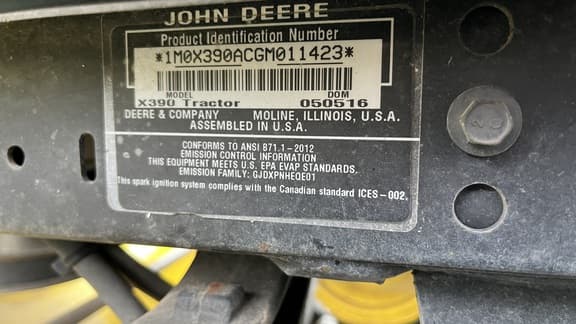 JOHN DEERE
Product Identification Number
*1M0X390ACGM011423*
MODEL DOM
X390 Tractor 050516
DEERE & COMPANY MOLINE, ILLINOIS, U.S.A.
ASSEMBLED IN U.S.A.
CONFORMS TO ANSI B71.1-2012
EMISSION CONTROL INFORMATION
THIS EQUIPMENT MEETS U.S. EPA EVAP STANDARDS.
EMISSION FAMILY: GJDXPNHEQE01
This spark ignition system complies with the Canadian standard ICES-002.